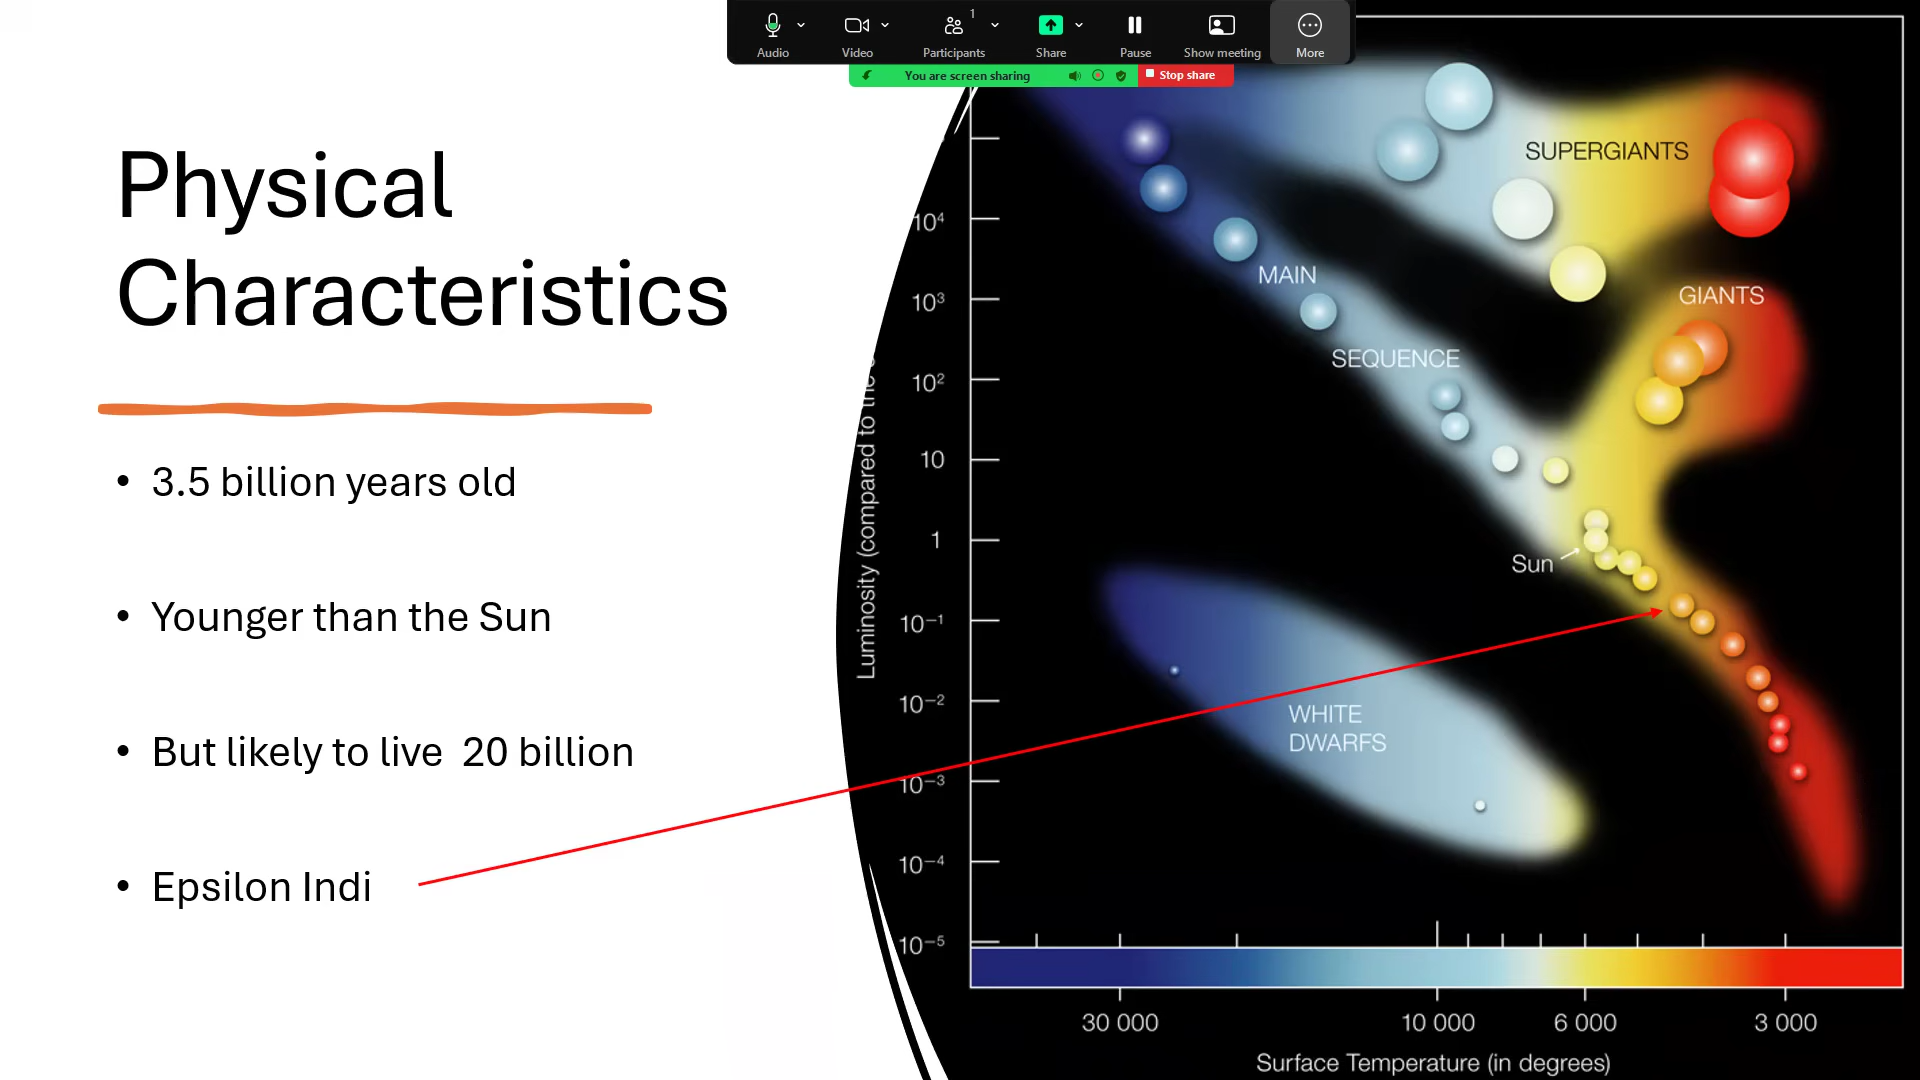 Audio
Video
Participants
1
Share
Pause
Show meeting
More
You are screen sharing
Stop share
Physical
Characteristics
• 3.5 billion years old
• Younger than the Sun
• But likely to live  20 billion
• Epsilon Indi
Luminosity (compared to the
10⁴
10³
10²
10
1
10⁻¹
10⁻²
10⁻³
10⁻⁴
10⁻⁵
SUPERGIANTS
MAIN
GIANTS
SEQUENCE
Sun
WHITE
DWARFS
30 000
10 000
6 000
3 000
Surface Temperature (in degrees)